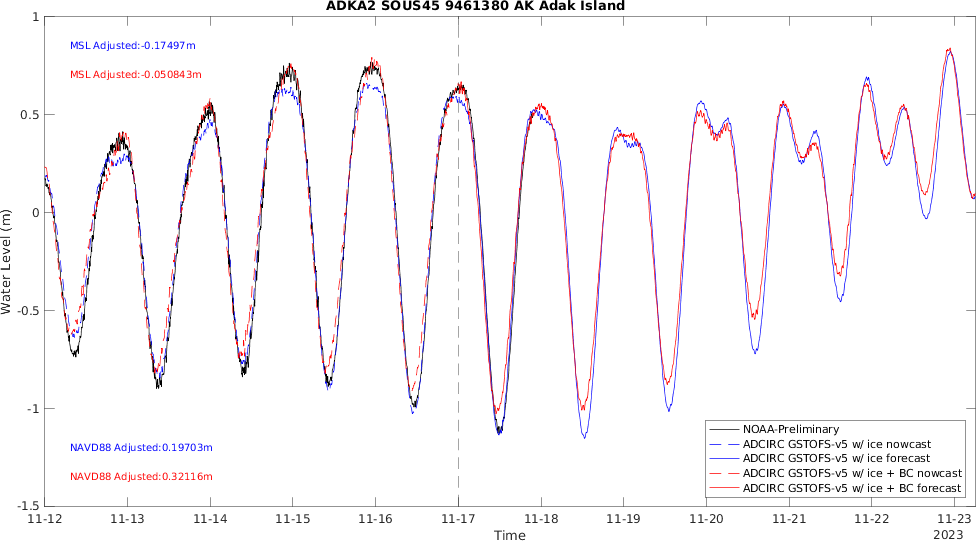 ADKA2 SOUS45 9461380 AK Adak Island
1
MSL Adjusted:-0.17497m
MSL Adjusted:-0.050843m
0.5
0
Water Level (m)
-0.5
-1
NOAA-Preliminary
ADCIRC GSTOFS-v5 w/ ice nowcast
ADCIRC GSTOFS-v5 w/ ice forecast
ADCIRC GSTOFS-v5 w/ ice + BC nowcast
ADCIRC GSTOFS-v5 w/ ice + BC forecast
NAVD88 Adjusted:0.19703m
NAVD88 Adjusted:0.32116m
-1.5
11-12 11-13 11-14 11-15 11-16 11-17 11-18 11-19 11-20 11-21 11-22 11-23
Time
2023